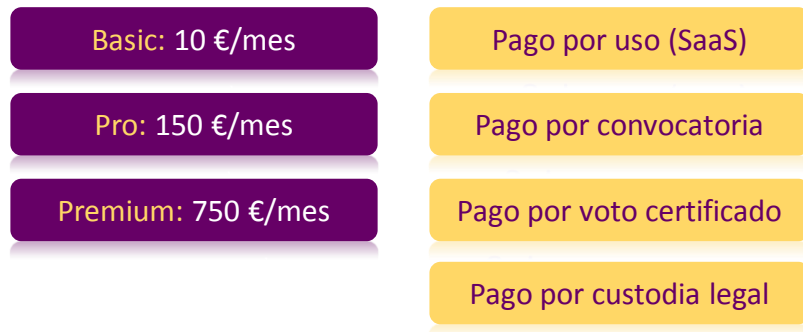 Basic: 10 €/mes
Pro: 150 €/mes
Premium: 750 €/mes
Pago por uso (SaaS)
Pago por convocatoria
Pago por voto certificado
Pago por custodia legal